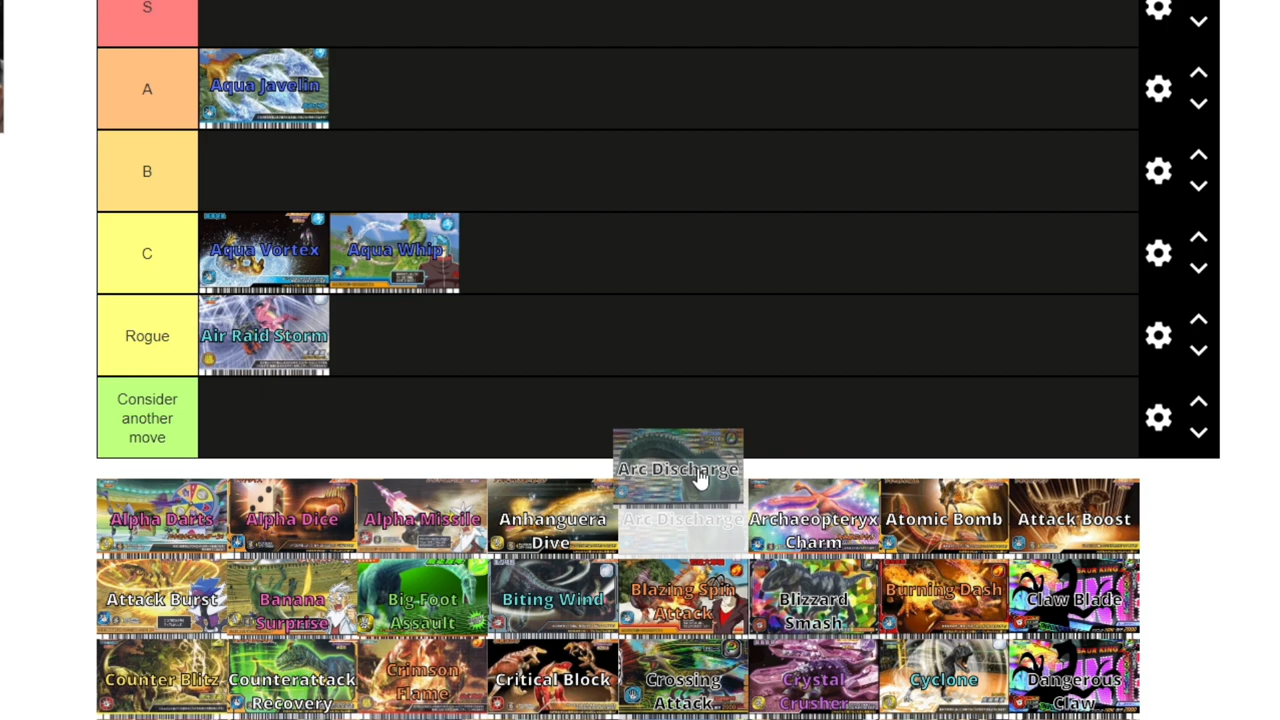 S
A
Aqua Javelin
B
C
Aqua Vortex
Aqua Whip
Rogue
Air Raid Storm
Consider
another
move
Arc Discharge
Alpha Darts
Alpha Dice
Alpha Missile
Anhanguera
Dive
Arc Discharge
Archaeopteryx
Charm
Atomic Bomb
Attack Boost
Attack Burst
Banana
Surprise
Big Foot
Assault
Biting Wind
Blazing Spin
Attack
Blizzard
Smash
Burning Dash
Claw Blade
Counter Blitz
Counterattack
Recovery
Crimson
Flame
Critical Block
Crossing
Attack
Crystal
Crusher
Cyclone
Dangerous
Claw